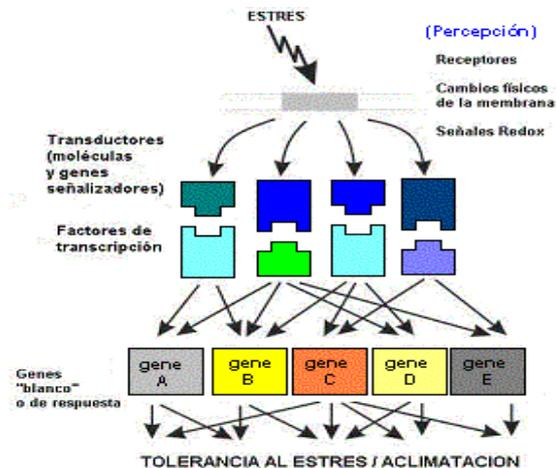 ESTRES
(Percepción)
Receptores
Cambios físicos
de la membrana
Señales Redox
Transductores
(moléculas
y genes
señalizadores)
Factores de
transcripción
Genes
"blanco"
o de respuesta
gene
A
gene
B
gene
C
gene
D
gene
E
TOLERANCIA AL ESTRES / ACLIMATACION